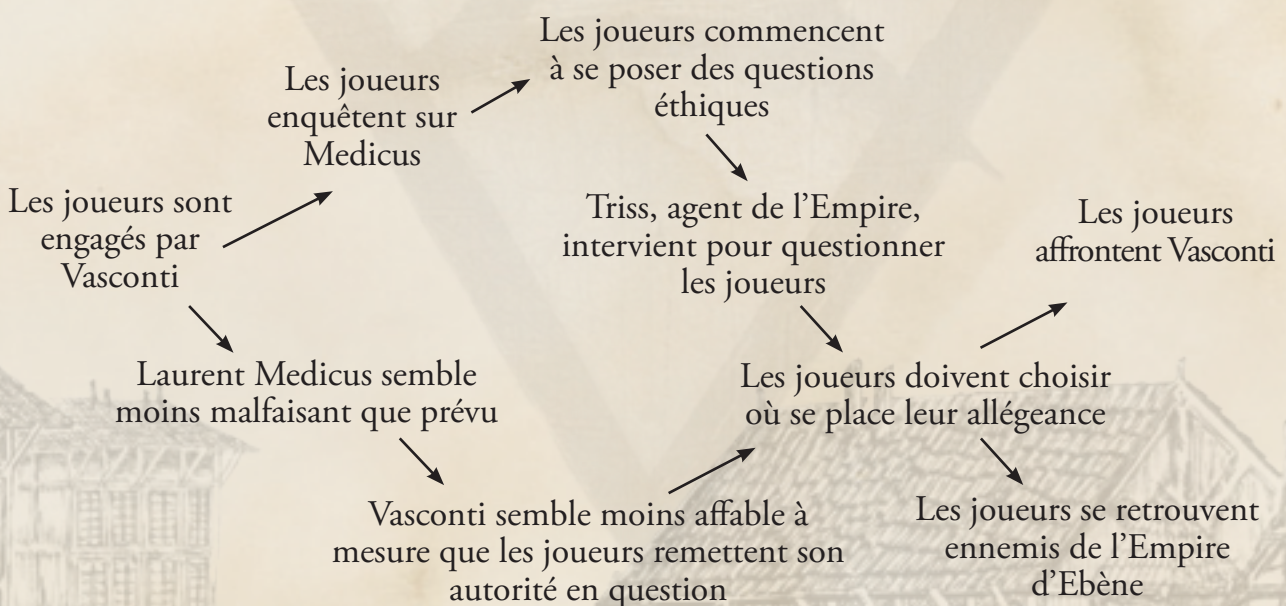 Les joueurs sont
engagés par
Vasconti
Les joueurs
enquêtent sur
Medicus
Les joueurs commencent
à se poser des questions
éthiques
Triss, agent de l’Empire,
intervient pour questionner
les joueurs
Laurent Medicus semble
moins malfaisant que prévu
Vasconti semble moins affable à
mesure que les joueurs remettent son
autorité en question
Les joueurs doivent choisir
où se place leur allégeance
Les joueurs
affrontent Vasconti
Les joueurs se retrouvent
ennemis de l’Empire
d’Ebène